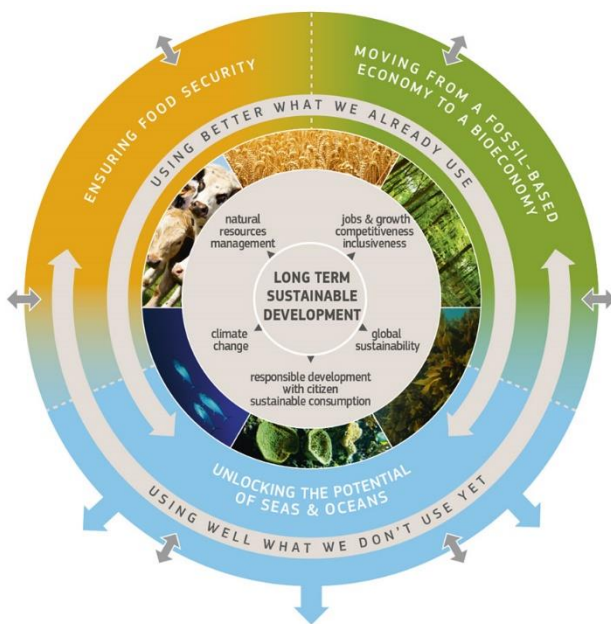 ENSURING FOOD SECURITY
MOVING FROM A FOSSIL-BASED
ECONOMY TO A BIOECONOMY
USING BETTER WHAT WE ALREADY USE
natural
resources
management
jobs & growth
competitiveness
inclusiveness
LONG TERM
SUSTAINABLE
DEVELOPMENT
climate
change
global
sustainability
responsible development
with citizen
sustainable consumption
UNLOCKING THE POTENTIAL
OF SEAS & OCEANS
USING WELL WHAT WE DON'T USE YET